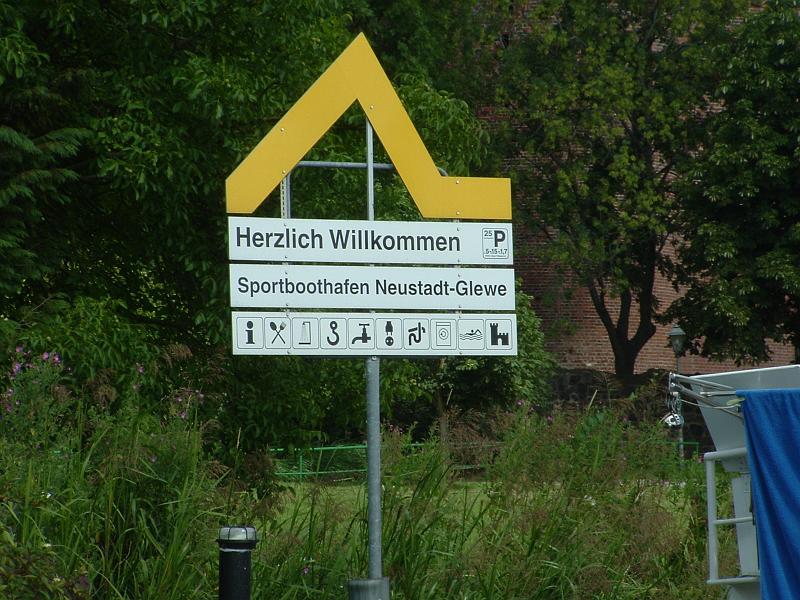 Herzlich Willkommen
25
P
Sportboothafen Neustadt-Glewe
i